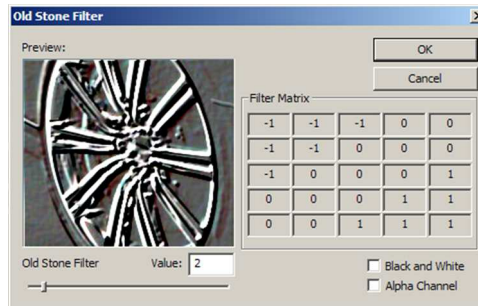 Old Stone Filter
Preview:
OK
Cancel
Filter Matrix
-1 -1 -1 0 0
-1 -1 0 0 0
-1 0 0 0 1
0 0 0 1 1
0 0 1 1 1
Old Stone Filter Value: 2
Black and White
Alpha Channel